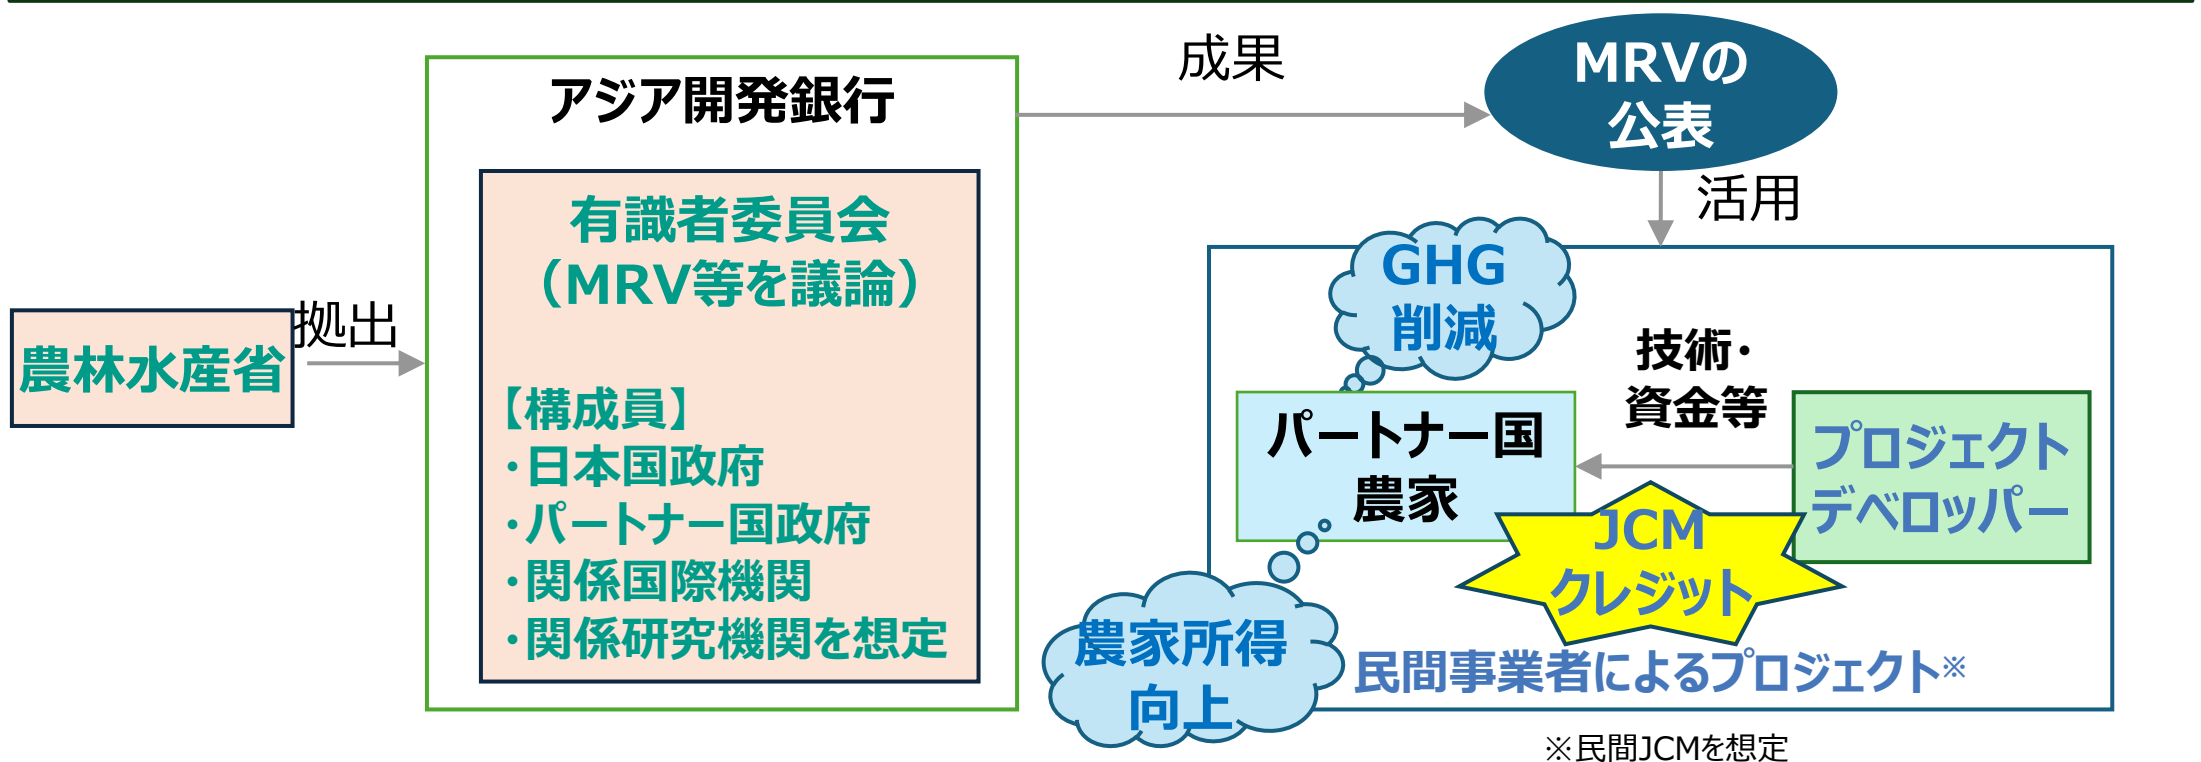 農林水産省
拠出
アジア開発銀行
有識者委員会
（MRV等を議論）
【構成員】
・日本国政府
・パートナー国政府
・関係国際機関
・関係研究機関を想定
成果
MRVの
公表
活用
GHG
削減
パートナー国
農家
技術・
資金等
プロジェクト
デベロッパー
JCM
クレジット
農家所得
向上
民間事業者によるプロジェクト※
※民間JCMを想定